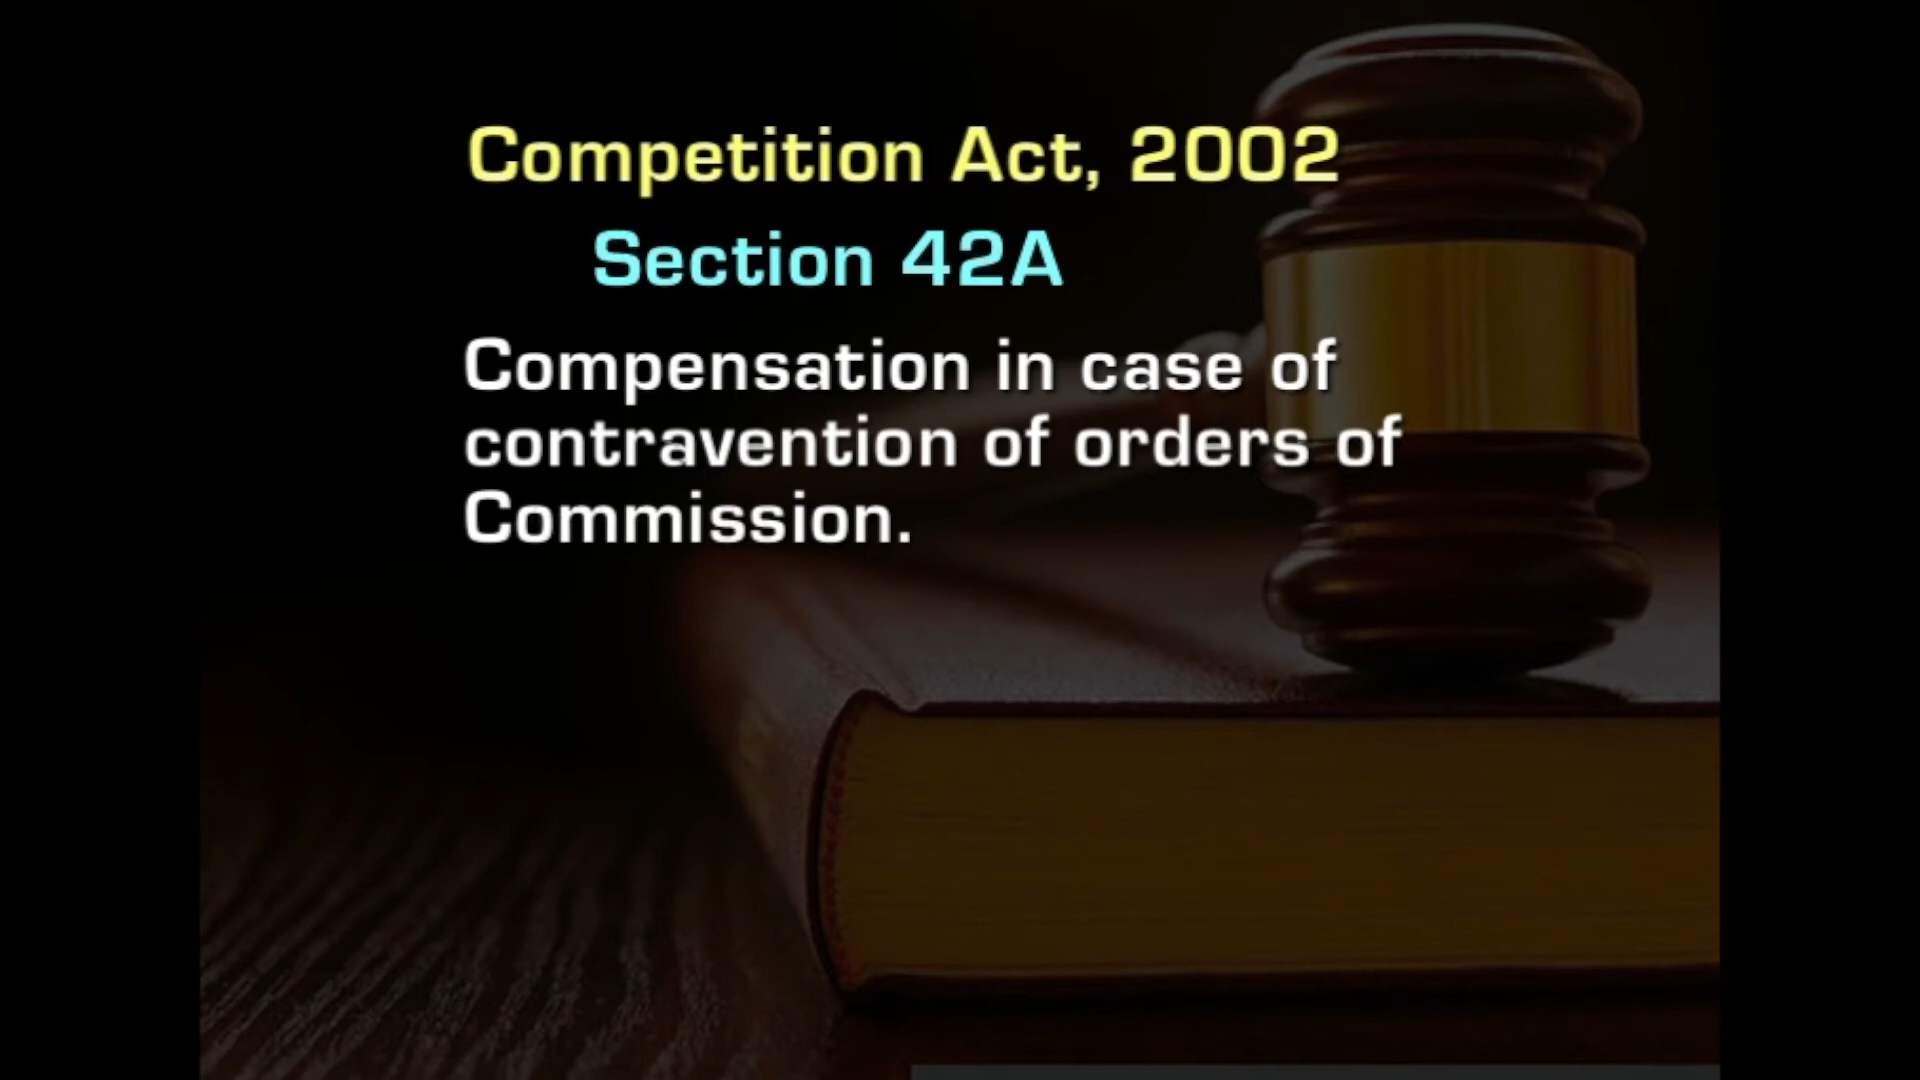 Competition Act, 2002
Section 42A
Compensation in case of
contravention of orders of
Commission.